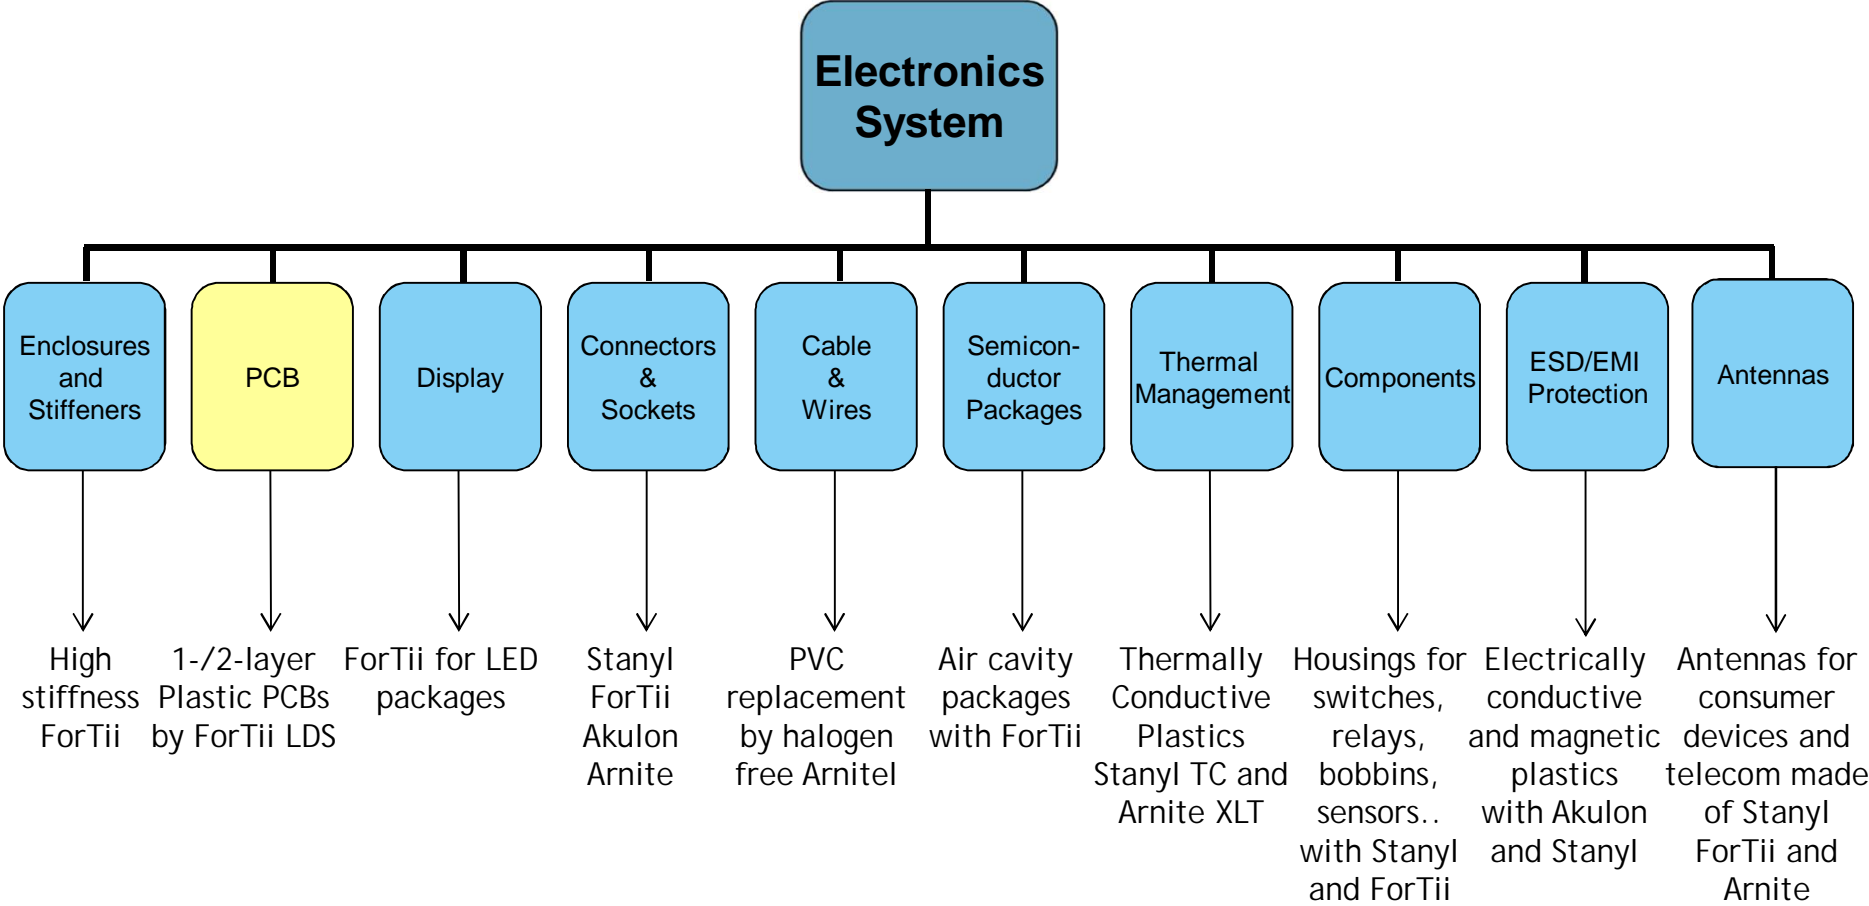 Electronics
System
Enclosures
and
Stiffeners
PCB
Display
Connectors
&
Sockets
Cable
&
Wires
Semicon-
ductor
Packages
Thermal
Management
Components
ESD/EMI
Protection
Antennas
High
stiffness
ForTii
1-/2-layer
Plastic PCBs
by ForTii LDS
ForTii for LED
packages
Stanyl
ForTii
Akulon
Arnite
PVC
replacement
by halogen
free Arnitel
Air cavity
packages
with ForTii
Thermally
Conductive
Plastics
Stanyl TC and
Arnite XLT
Housings for
switches,
relays,
bobbins,
sensors..
with Stanyl
and ForTii
Electrically
conductive
and magnetic
plastics
with Akulon
and Stanyl
Antennas for
consumer
devices and
telecom made
of Stanyl
ForTii and
Arnite